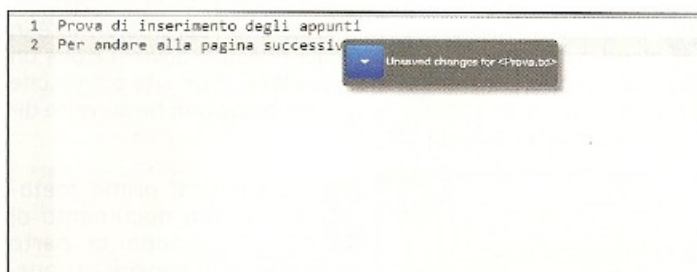 1 Prova di inserimento degli appunti
2 Per andare alla pagina successiv
Unsaved changes for <Prova.txt>